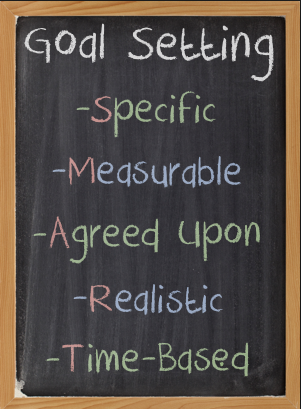 Goal Setting
-Specific
-Measurable
-Agreed upon
-Realistic
-Time-Based